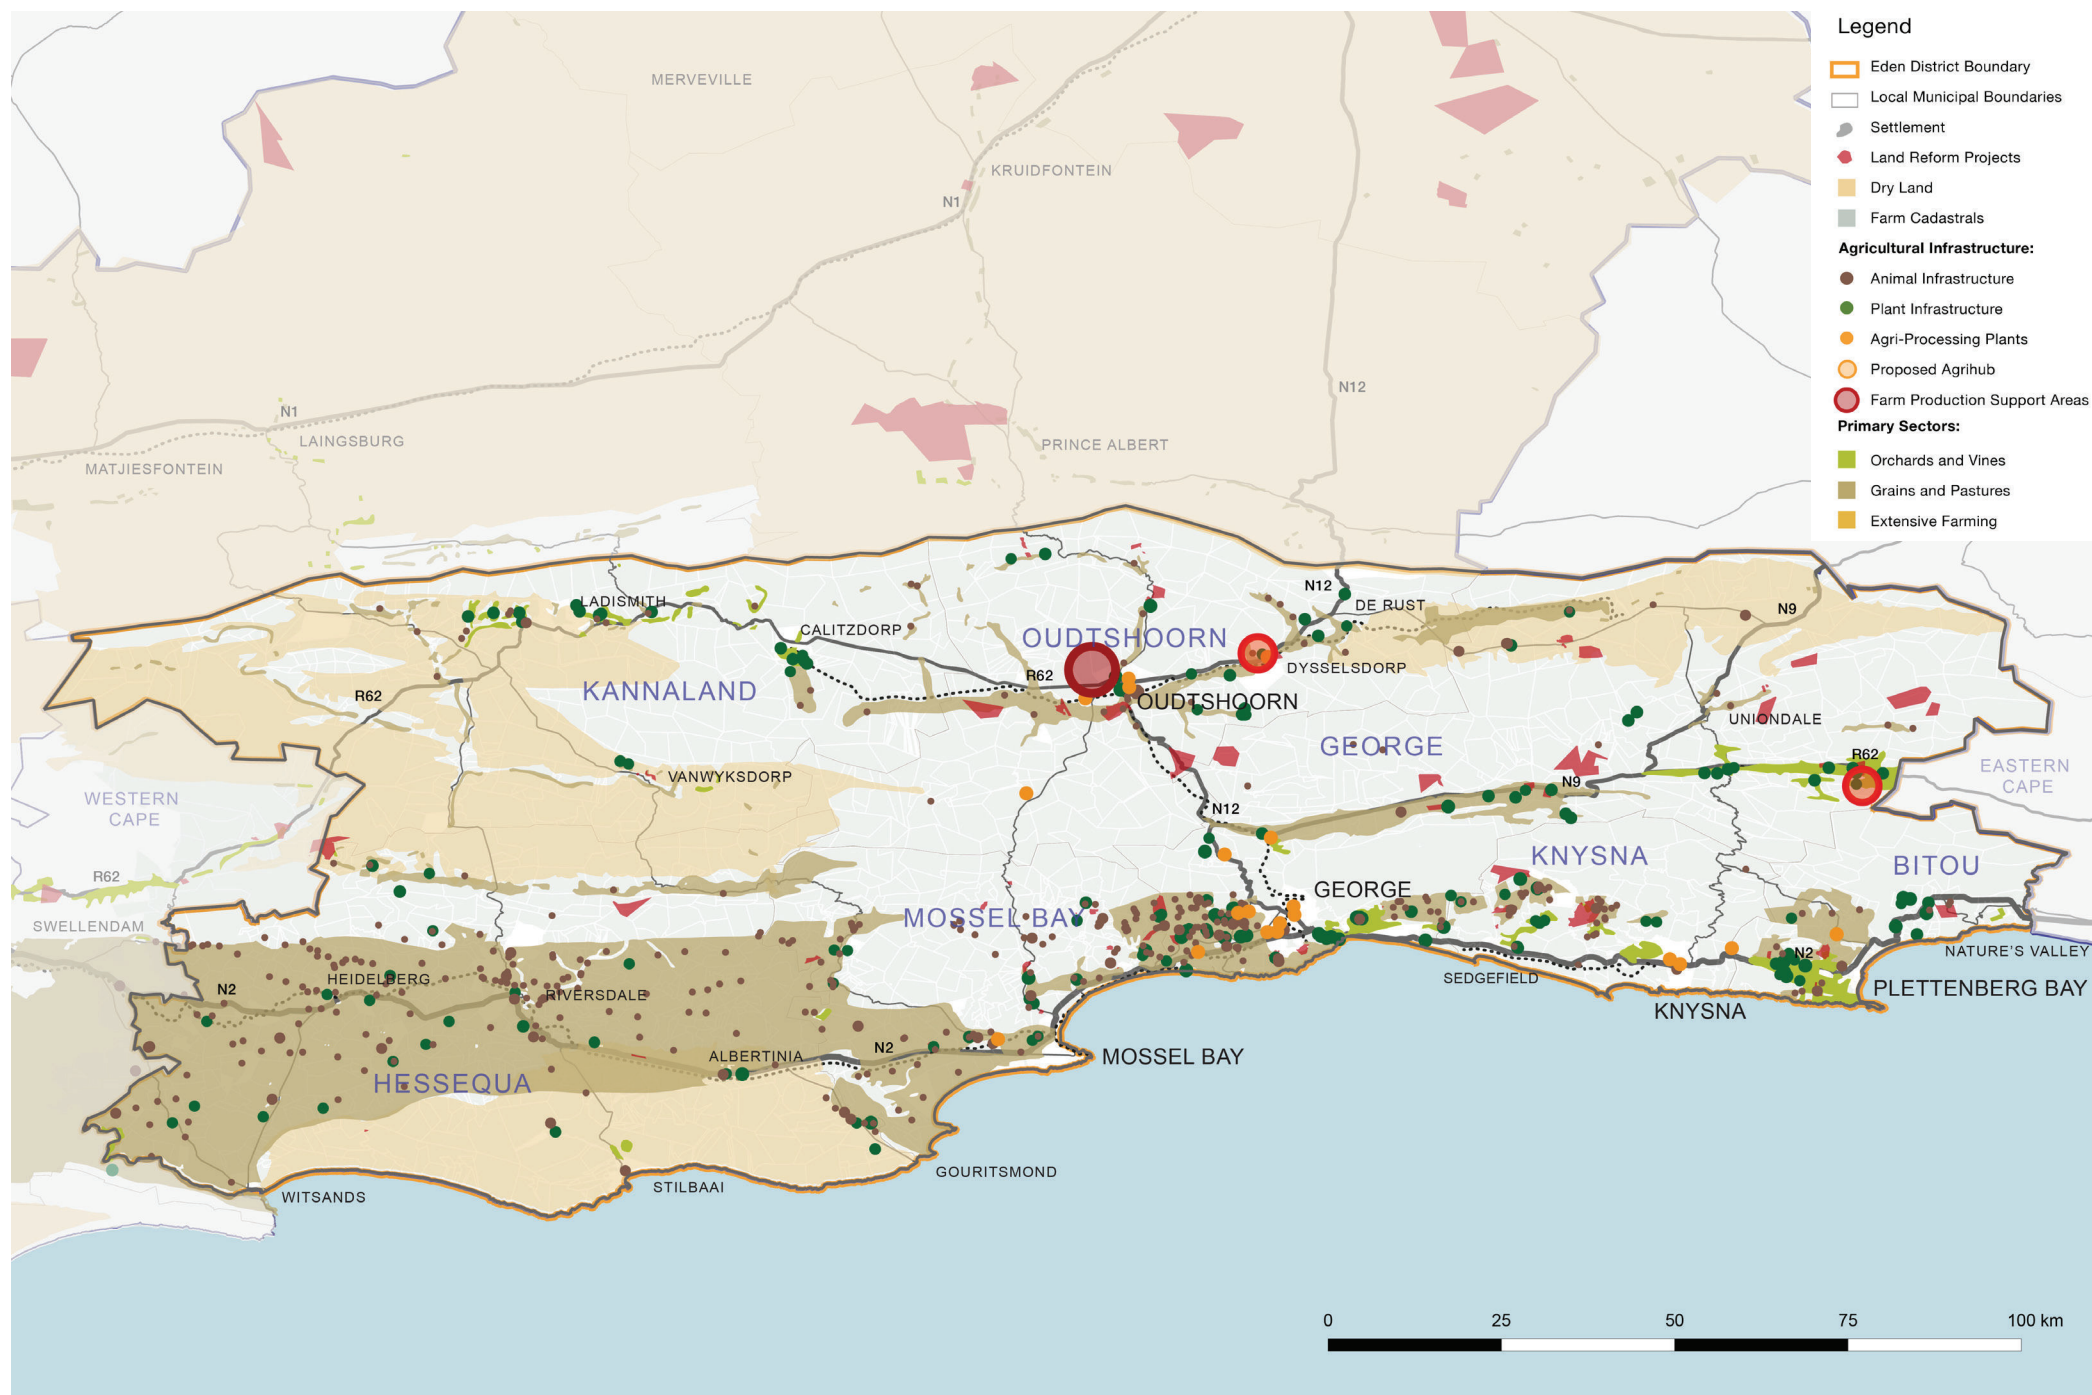 Legend
Eden District Boundary
Local Municipal Boundaries
Settlement
Land Reform Projects
Dry Land
Farm Cadastrals
Agricultural Infrastructure:
Animal Infrastructure
Plant Infrastructure
Agri-Processing Plants
Proposed Agrihub
Farm Production Support Areas
Primary Sectors:
Orchards and Vines
Grains and Pastures
Extensive Farming
MERVEVILLE
KRUIDFONTEIN
N1
N12
N1
LAINGSBURG
MATJIESFONTEIN
PRINCE ALBERT
N12
DE RUST
N9
LADISMITH
CALITZDORP
OUDTSHOORN
DYSSELSDORP
R62
R62
KANNALAND
OUDTSHOORN
UNIONDALE
GEORGE
R62
EASTERN
CAPE
VANWYKSDORP
N9
WESTERN
CAPE
N12
KNYSNA
BITOU
R62
GEORGE
SWELLENDAM
MOSSEL BAY
NATURE'S VALLEY
N2
HEIDELBERG
SEDGEFIELD
N2
RIVERSDALE
PLETTENBERG BAY
KNYSNA
N2
ALBERTINIA
MOSSEL BAY
HESSEQUA
GOURITSMOND
STILBAAI
WITSANDS
0 25 50 75 100 km